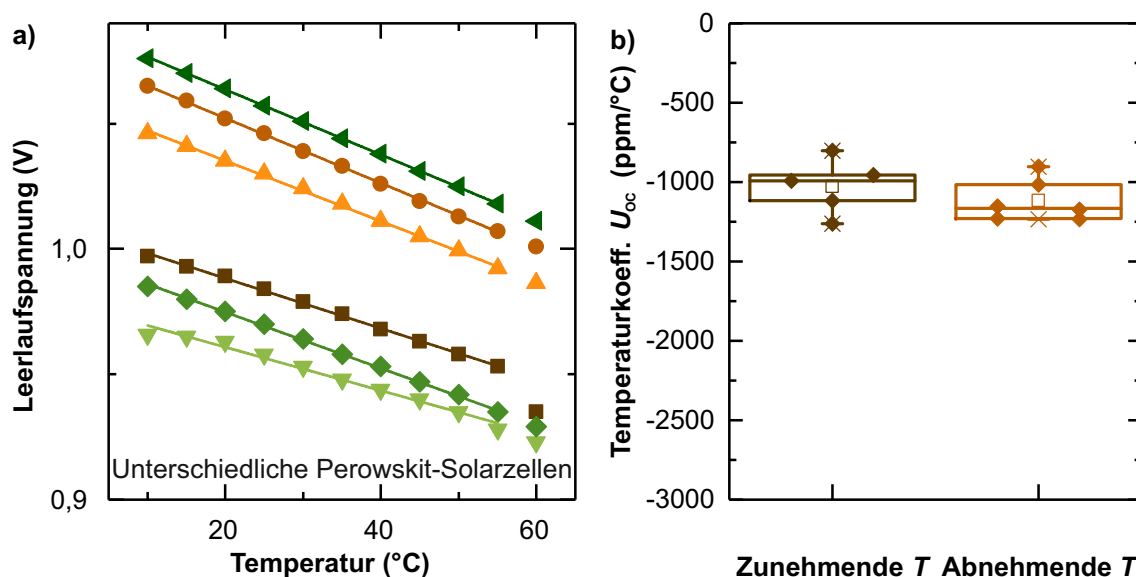 a)
Leerlaufspannung (V)
1,0
0,9
Unterschiedliche Perowskit-Solarzellen
20
40
60
Temperatur (°C)
b)
Temperaturkoeff. Uoc (ppm/°C)
0
-500
-1000
-1500
-2000
-2500
-3000
Zunehmende T
Abnehmende T